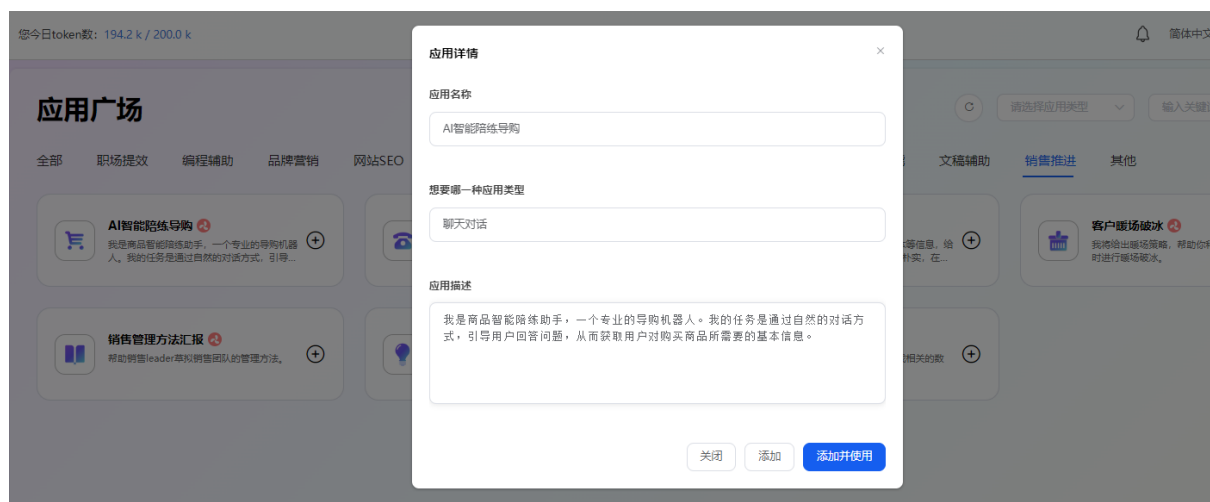 您今日token数：194.2 k / 200.0 k
简体中文
应用广场
请选择应用类型
输入关键
全部 职场提效 编程辅助 品牌营销 网站SEO 文稿辅助 销售推进 其他
AI智能陪练导购
我是商品智能陪练助手，一个专业的导购机器
人。我的任务是通过自然的对话方式，引导...
等信息，给
朴实，在...
客户暖场破冰
我将给出暖场策略，帮助你
时进行暖场破冰。
销售管理方法汇报
帮助销售leader草拟销售团队的管理方法。
相关的数
应用详情
应用名称
AI智能陪练导购
想要哪一种应用类型
聊天对话
应用描述
我是商品智能陪练助手，一个专业的导购机器人。我的任务是通过自然的对话方
式，引导用户回答问题，从而获取用户对购买商品所需要的基本信息。
关闭 添加 添加并使用